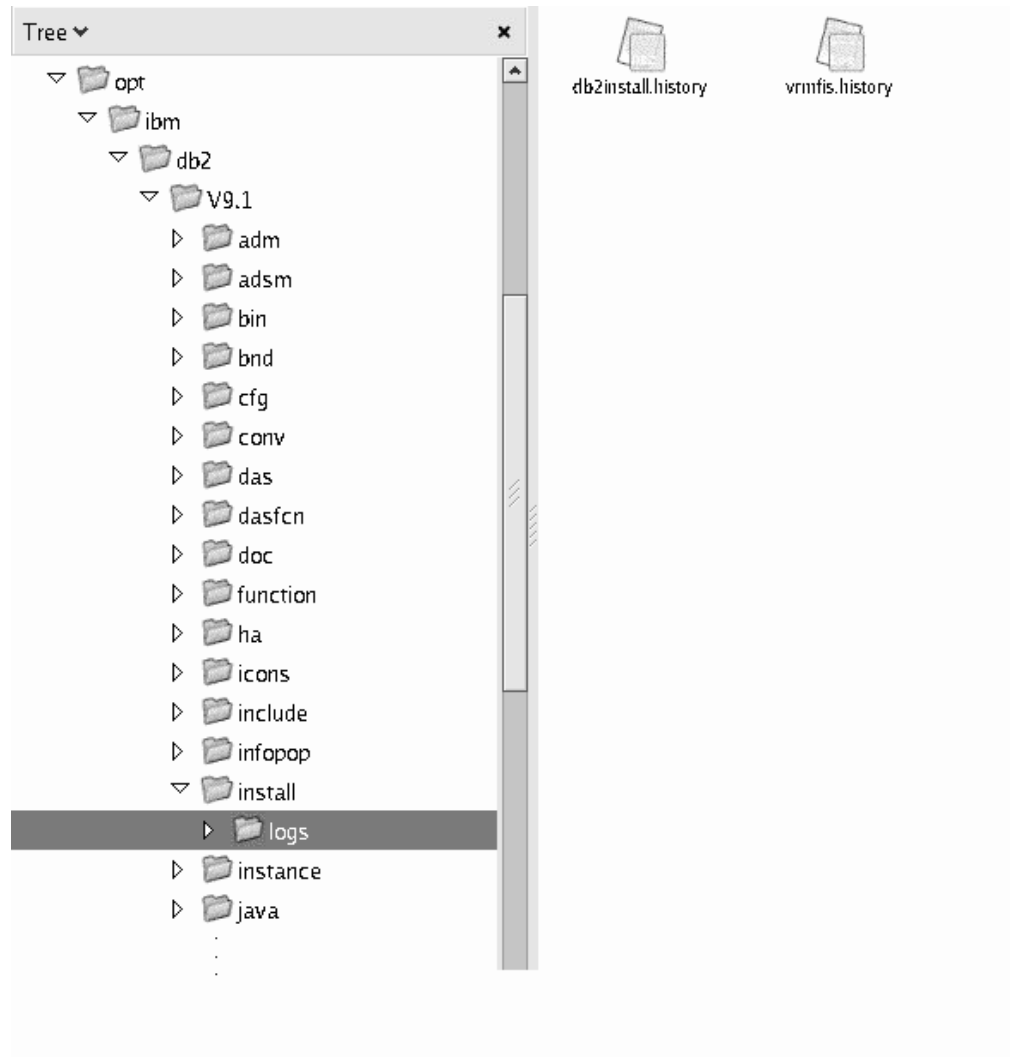 Tree
opt
ibm
db2
V9.1
adm
adsm
bin
bnd
cfg
conv
das
dasfcn
doc
function
ha
icons
include
infopop
install
logs
instance
java
db2install.history
vrmfis.history